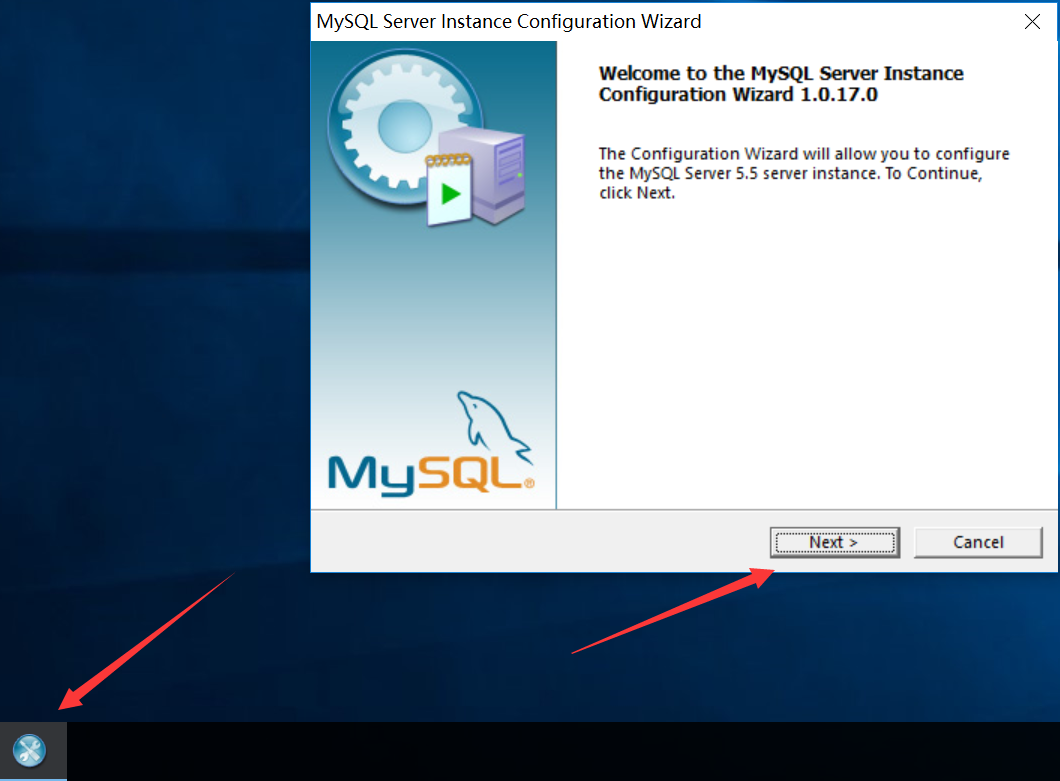 MySQL Server Instance Configuration Wizard
Welcome to the MySQL Server Instance
Configuration Wizard 1.0.17.0
The Configuration Wizard will allow you to configure
the MySQL Server 5.5 server instance. To Continue,
click Next.
MySQL®
Next >
Cancel